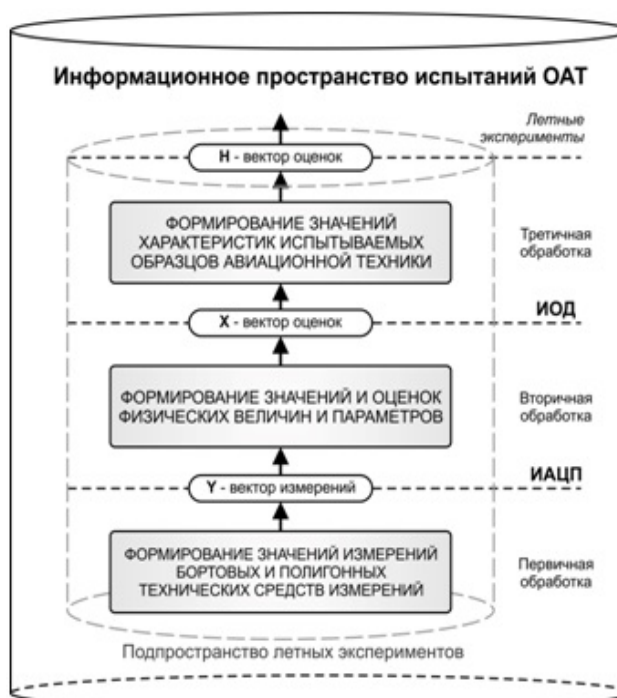 Информационное пространство испытаний ОАТ
Летные
эксперименты
Н - вектор оценок
ФОРМИРОВАНИЕ ЗНАЧЕНИЙ
ХАРАКТЕРИСТИК ИСПЫТЫВАЕМЫХ
ОБРАЗЦОВ АВИАЦИОННОЙ ТЕХНИКИ
Третичная
обработка
Х - вектор оценок
ИОД
ФОРМИРОВАНИЕ ЗНАЧЕНИЙ И ОЦЕНОК
ФИЗИЧЕСКИХ ВЕЛИЧИН И ПАРАМЕТРОВ
Вторичная
обработка
Y - вектор измерений
ИАЦП
ФОРМИРОВАНИЕ ЗНАЧЕНИЙ ИЗМЕРЕНИЙ
БОРТОВЫХ И ПОЛИГОННЫХ
ТЕХНИЧЕСКИХ СРЕДСТВ ИЗМЕРЕНИЙ
Первичная
обработка
Подпространство летных экспериментов